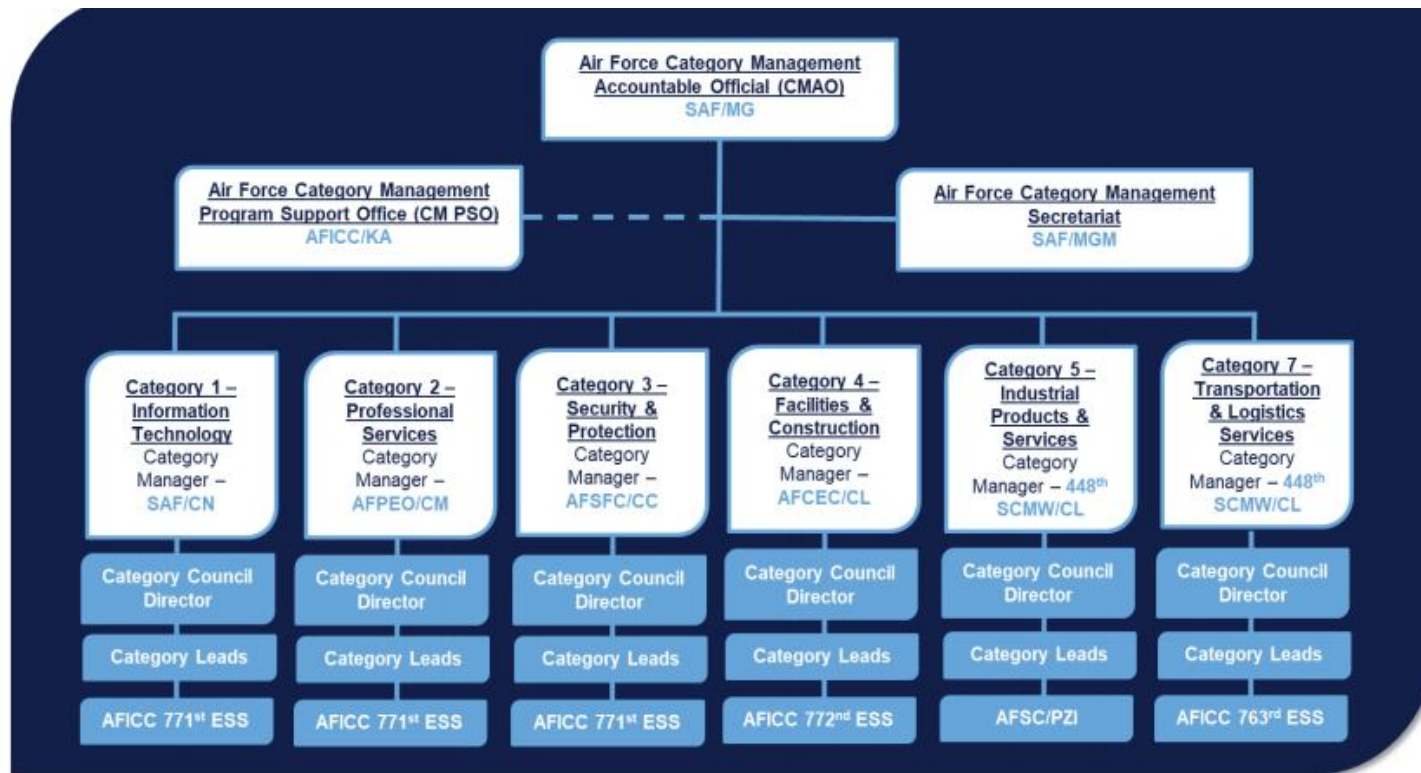 Air Force Category Management
Accountable Official (CMAO)
SAF/MG
Air Force Category Management
Program Support Office (CM PSO)
AFICC/KA
Air Force Category Management
Secretariat
SAF/MGM
Category 1 –
Information
Technology
Category
Manager –
SAF/CN
Category Council
Director
Category Leads
AFICC 771st ESS
Category 2 –
Professional
Services
Category
Manager –
AFPEO/CM
Category Council
Director
Category Leads
AFICC 771st ESS
Category 3 –
Security &
Protection
Category
Manager –
AFSFC/CC
Category Council
Director
Category Leads
AFICC 771st ESS
Category 4 –
Facilities &
Construction
Category
Manager –
AFCEC/CL
Category Council
Director
Category Leads
AFICC 772nd ESS
Category 5 –
Industrial
Products &
Services
Category
Manager – 448th
SCMW/CL
Category Council
Director
Category Leads
AFSC/PZI
Category 7 –
Transportation
& Logistics
Services
Category
Manager – 448th
SCMW/CL
Category Council
Director
Category Leads
AFICC 763rd ESS